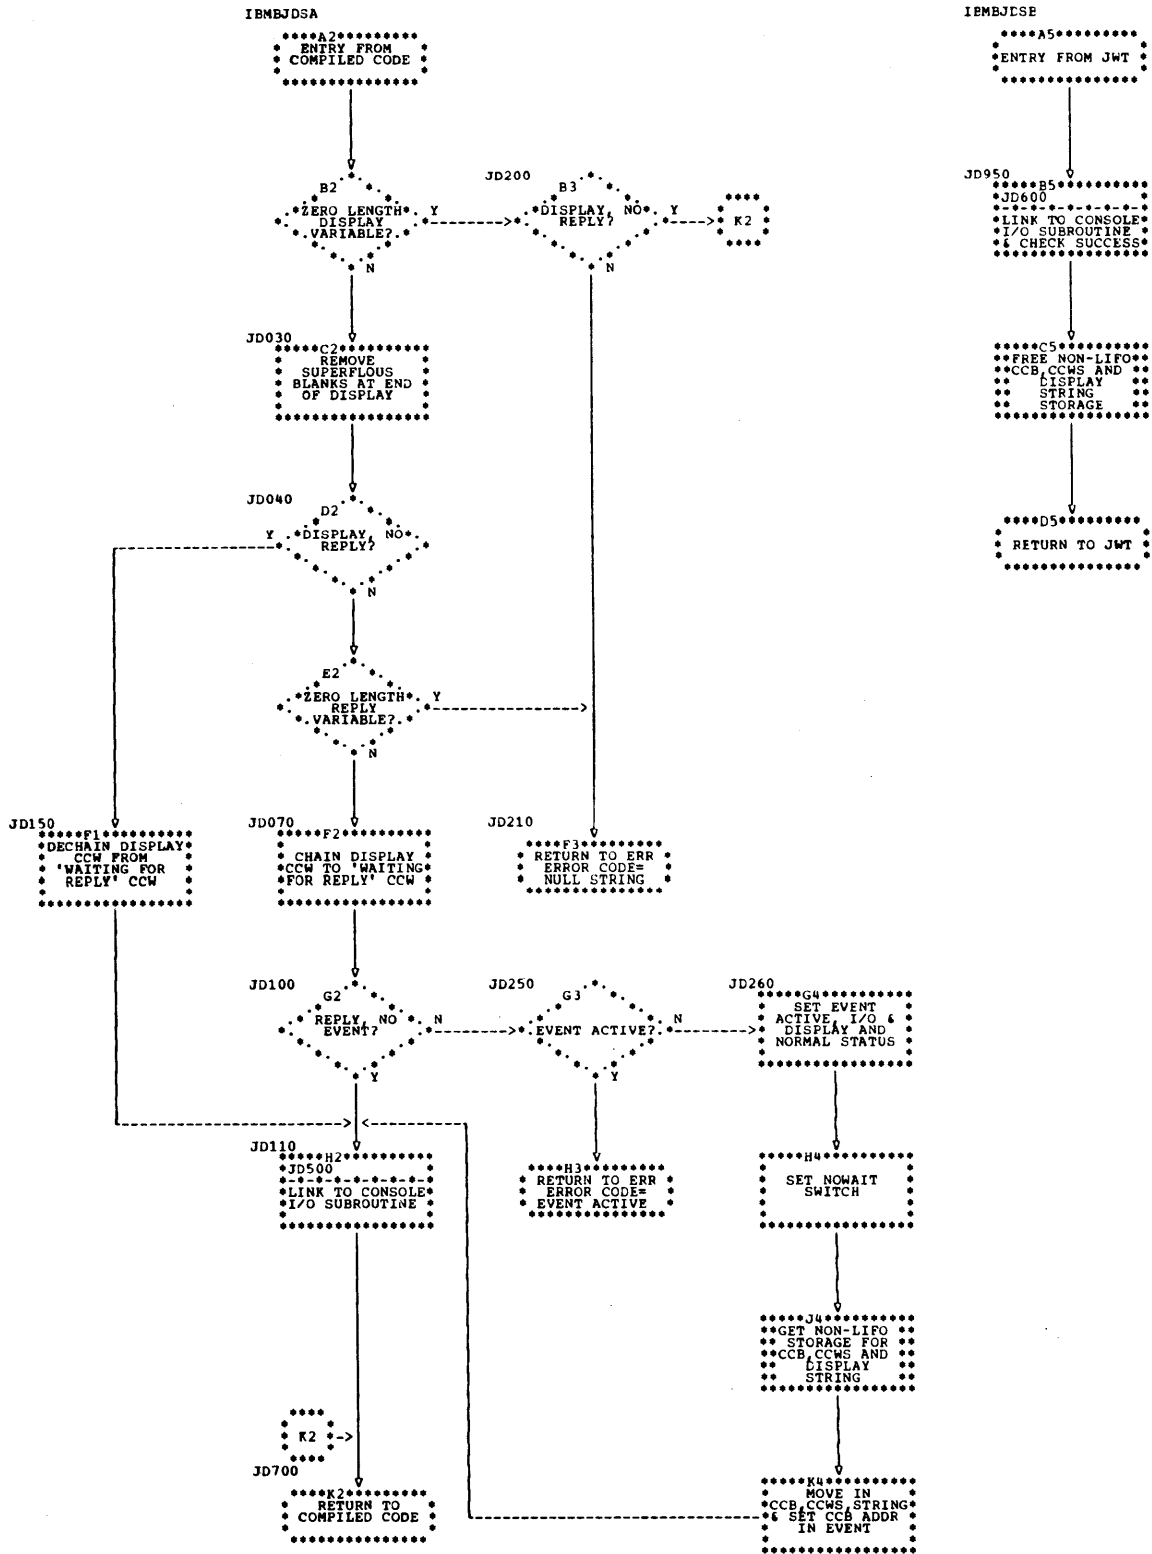 IBMBJDSA
A2
ENTRY FROM
COMPILED CODE
B2
ZERO LENGTH
DISPLAY
VARIABLE?
Y
N
JD200
B3
DISPLAY, NO
REPLY?
Y
N
K2
JD030
C2
REMOVE
SUPERFLOUS
BLANKS AT END
OF DISPLAY
JD040
D2
DISPLAY, NO
REPLY?
Y
N
E2
ZERO LENGTH
REPLY
VARIABLE?
Y
N
JD150
F1
DECHAIN DISPLAY
CCW FROM
'WAITING FOR
REPLY' CCW
JD070
F2
CHAIN DISPLAY
CCW TO 'WAITING
FOR REPLY' CCW
JD210
F3
RETURN TO ERR
ERROR CODE=
NULL STRING
JD100
G2
REPLY, NO
EVENT?
N
Y
JD250
G3
EVENT ACTIVE?
N
Y
JD260
G4
SET EVENT
ACTIVE, I/O &
DISPLAY AND
NORMAL STATUS
JD110
H2
JD500
LINK TO CONSOLE
I/O SUBROUTINE
H3
RETURN TO ERR
ERROR CODE=
EVENT ACTIVE
H4
SET NOWAIT
SWITCH
J4
GET NON-LIFO
STORAGE FOR
CCB,CCWS AND
DISPLAY
STRING
K2
JD700
K2
RETURN TO
COMPILED CODE
K4
MOVE IN
CCB,CCWS,STRING
& SET CCB ADDR
IN EVENT
IBMBJDSB
A5
ENTRY FROM JWT
JD950
B5
JD600
LINK TO CONSOLE
I/O SUBROUTINE
& CHECK SUCCESS
C5
FREE NON-LIFO
CCB,CCWS AND
DISPLAY
STRING
STORAGE
D5
RETURN TO JWT